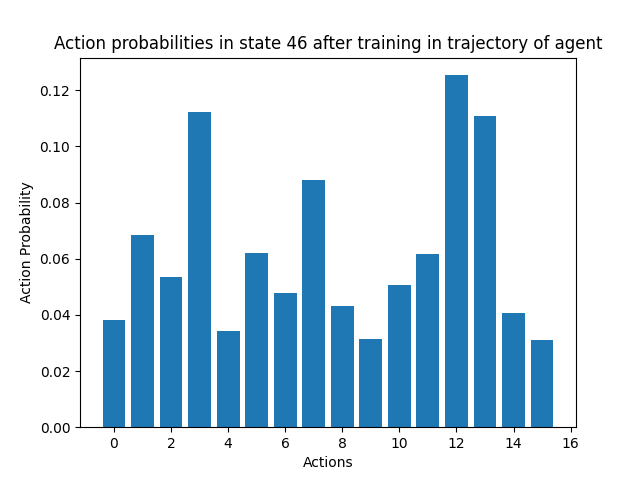 Action probabilities in state 46 after training in trajectory of agent
0.12
0.10
0.08
0.06
0.04
0.02
0.00
Action Probability
0 2 4 6 8 10 12 14 16
Actions